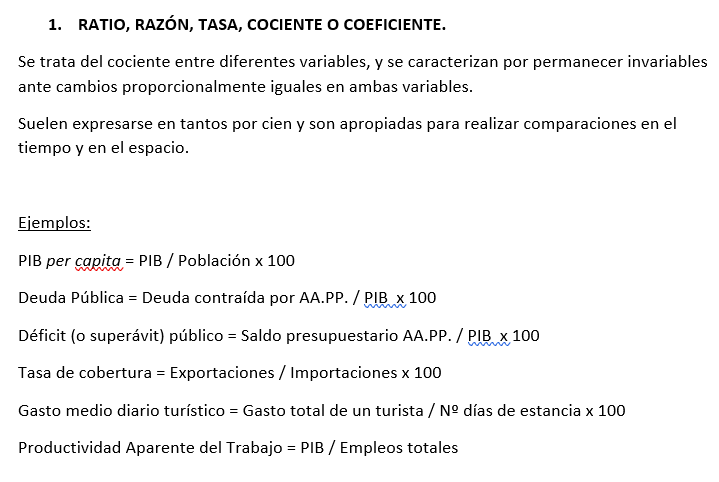 1. RATIO, RAZÓN, TASA, COCIENTE O COEFICIENTE.
Se trata del cociente entre diferentes variables, y se caracterizan por permanecer invariables
ante cambios proporcionalmente iguales en ambas variables.
Suelen expresarse en tantos por cien y son apropiadas para realizar comparaciones en el
tiempo y en el espacio.
Ejemplos:
PIB per capita = PIB / Población x 100
Deuda Pública = Deuda contraída por AA.PP. / PIB x 100
Déficit (o superávit) público = Saldo presupuestario AA.PP. / PIB x 100
Tasa de cobertura = Exportaciones / Importaciones x 100
Gasto medio diario turístico = Gasto total de un turista / Nº días de estancia x 100
Productividad Aparente del Trabajo = PIB / Empleos totales